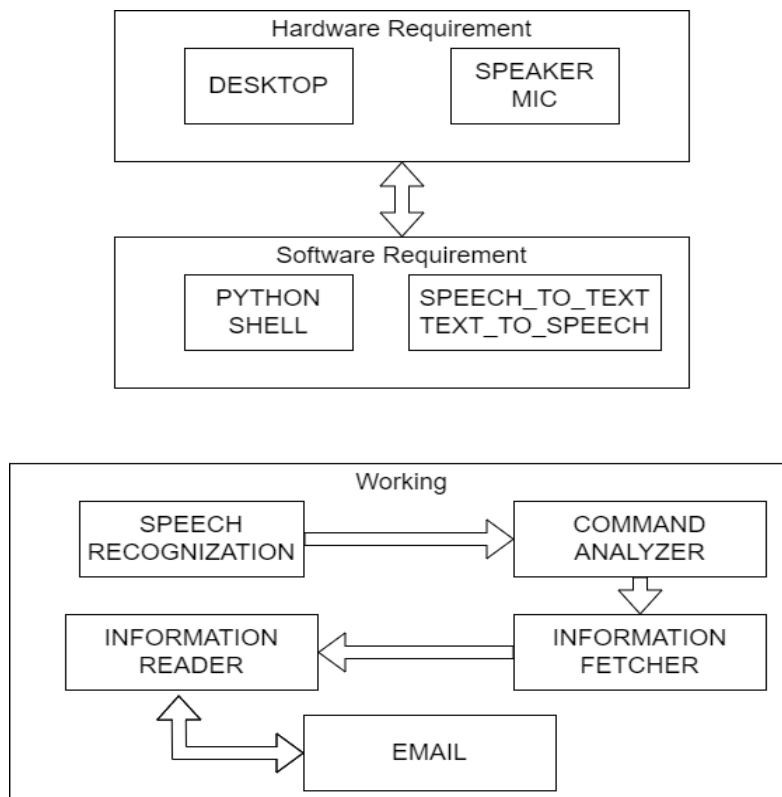 Hardware Requirement
DESKTOP
SPEAKER
MIC
Software Requirement
PYTHON
SHELL
SPEECH_TO_TEXT
TEXT_TO_SPEECH
Working
SPEECH
RECOGNIZATION
COMMAND
ANALYZER
INFORMATION
READER
INFORMATION
FETCHER
EMAIL